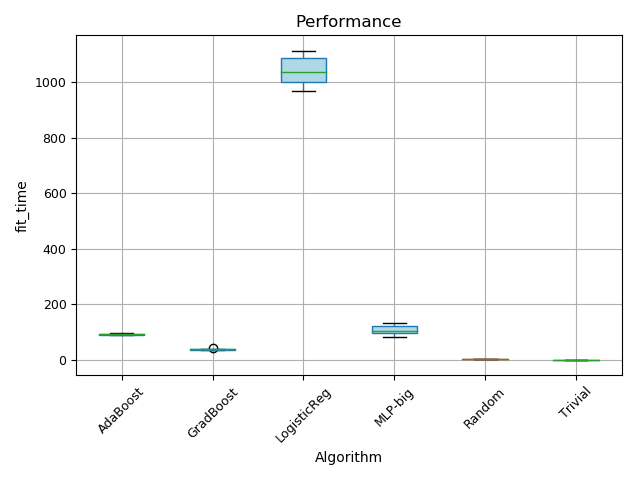 Performance
fit_time
1000
800
600
400
200
0
AdaBoost
GradBoost
LogisticReg
MLP-big
Random
Trivial
Algorithm